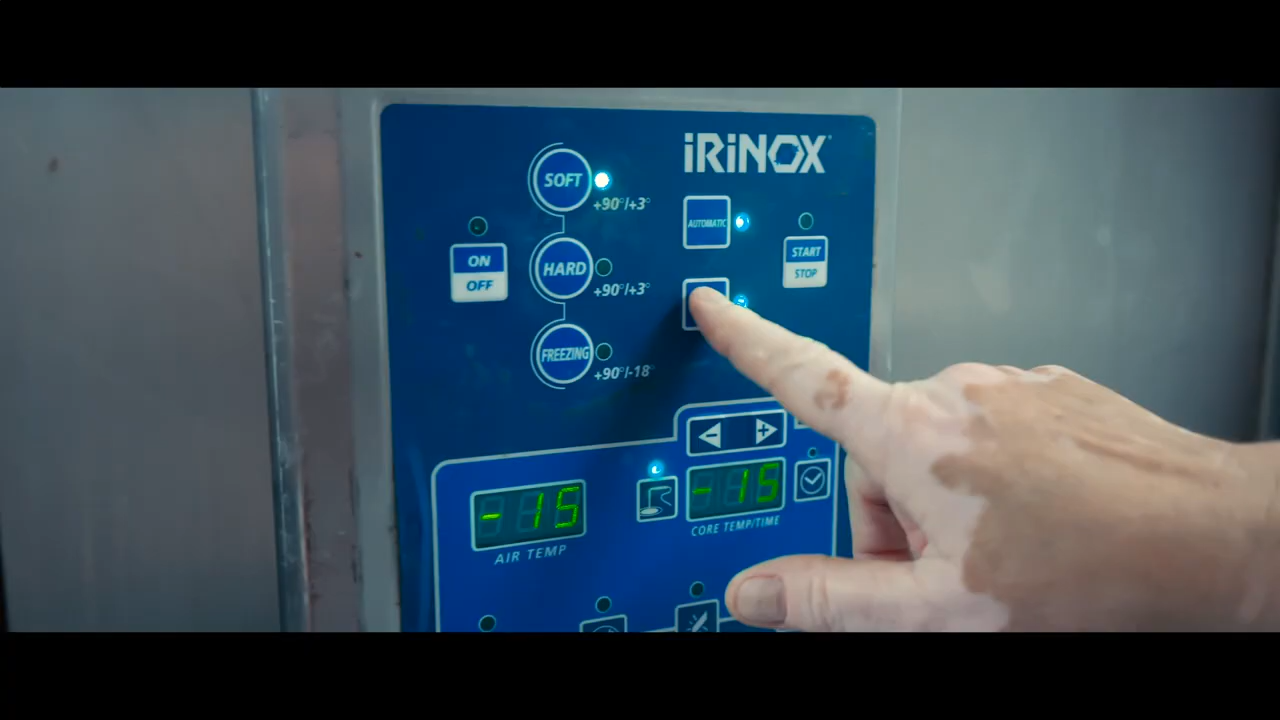 iRiNOX
SOFT
+90°/+3°
AUTOMATIC
ON
OFF
HARD
+90°/+3°
START
STOP
FREEZING
+90°/-18°
- +
-15
AIR TEMP
-15
CORE TEMP/TIME